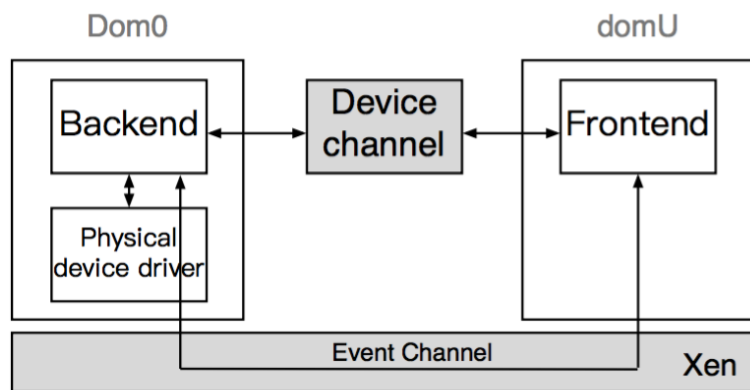 Dom0
domU
Backend
Device
channel
Frontend
Physical
device driver
Event Channel
Xen